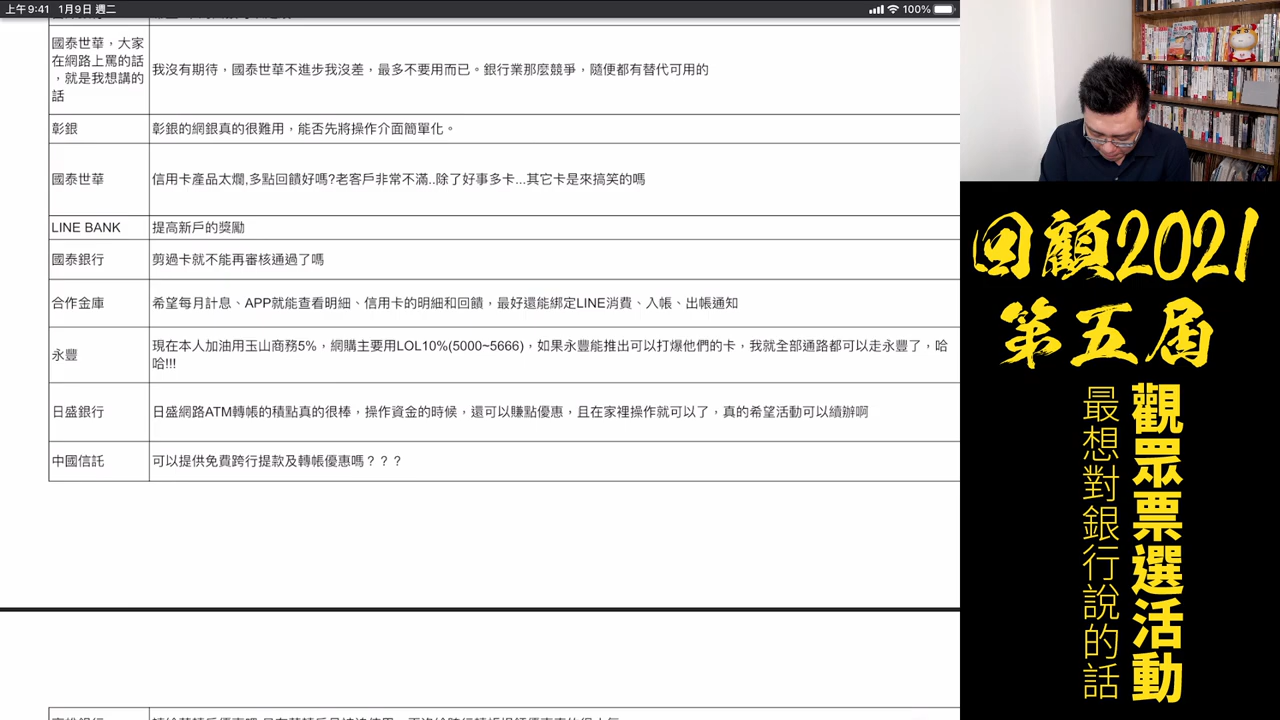 上午9:41 1月9日 週二
100%
國泰世華，大家
在網路上罵的話
，就是我想講的
話
我沒有期待，國泰世華不進步我沒差，最多不要用而已。銀行業那麼競爭，隨便都有替代可用的
彰銀
彰銀的網銀真的很難用，能否先將操作介面簡單化。
國泰世華
信用卡產品太爛,多點回饋好嗎?老客戶非常不滿..除了好事多卡...其它卡是來搞笑的嗎
LINE BANK
提高新戶的獎勵
國泰銀行
剪過卡就不能再審核通過了嗎
合作金庫
希望每月計息、APP就能查看明細、信用卡的明細和回饋，最好還能綁定LINE消費、入帳、出帳通知
永豐
現在本人加油用玉山商務5%，網購主要用LOL10%(5000~5666)，如果永豐能推出可以打爆他們的卡，我就全部通路都可以走永豐了，哈
哈!!!
日盛銀行
日盛網路ATM轉帳的積點真的很棒，操作資金的時候，還可以賺點優惠，且在家裡操作就可以了，真的希望活動可以續辦啊
中國信託
可以提供免費跨行提款及轉帳優惠嗎？？？
回顧2021
第五屆
觀眾票選活動
最想對銀行說的話